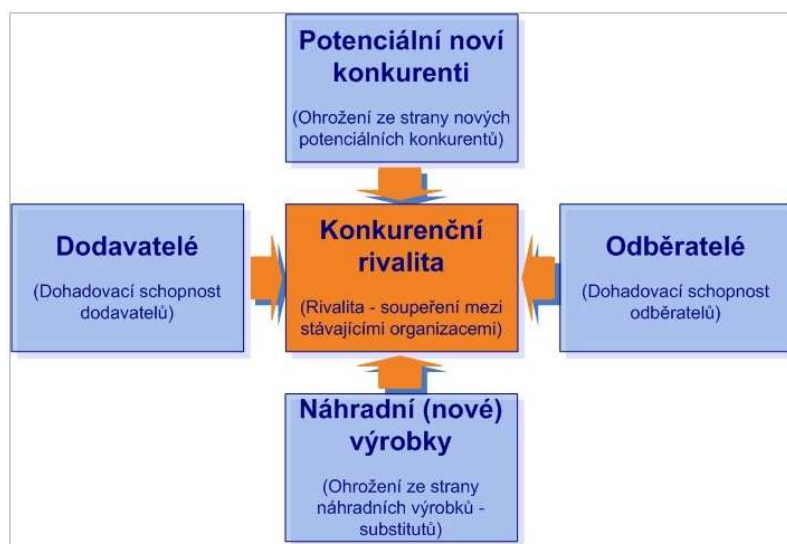 Potenciální noví
konkurenti
(Ohrožení ze strany nových
potenciálních konkurentů)
Dodavatelé
(Dohadovací schopnost
dodavatelů)
Konkurenční
rivalita
(Rivalita - soupeření mezi
stávajícími organizacemi)
Odběratelé
(Dohadovací schopnost
odběratelů)
Náhradní (nové)
výrobky
(Ohrožení ze strany
náhradních výrobků -
substitutů)